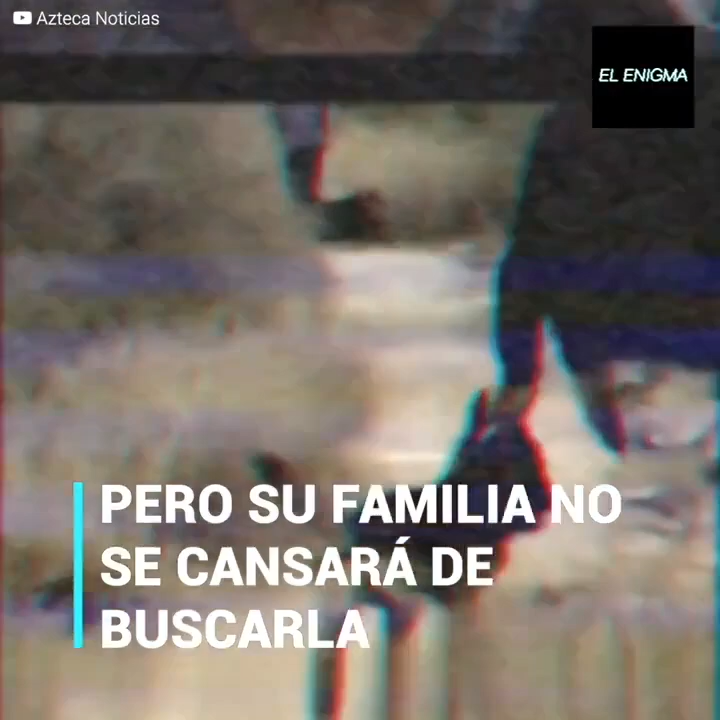 Azteca Noticias
EL ENIGMA
PERO SU FAMILIA NO
SE CANSARÁ DE
BUSCARLA